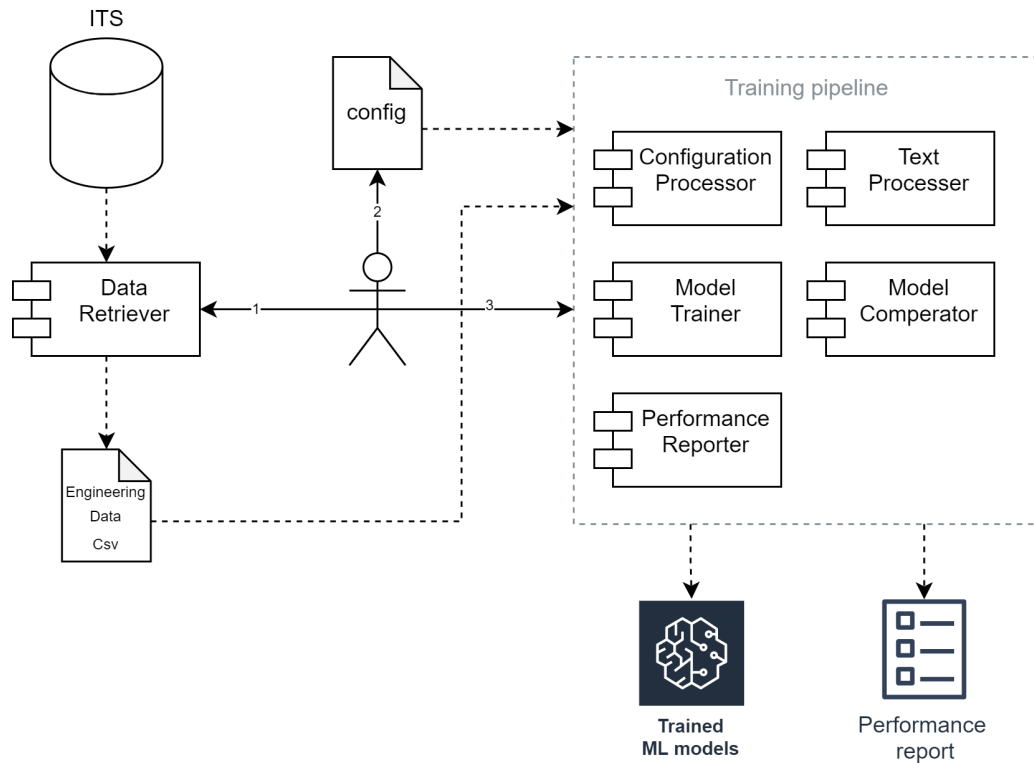 ITS
config
Training pipeline
Configuration
Processor
Text
Processer
2
Data
Retriever
1
3
Model
Trainer
Model
Comperator
Performance
Reporter
Engineering
Data
Csv
Trained
ML models
Performance
report